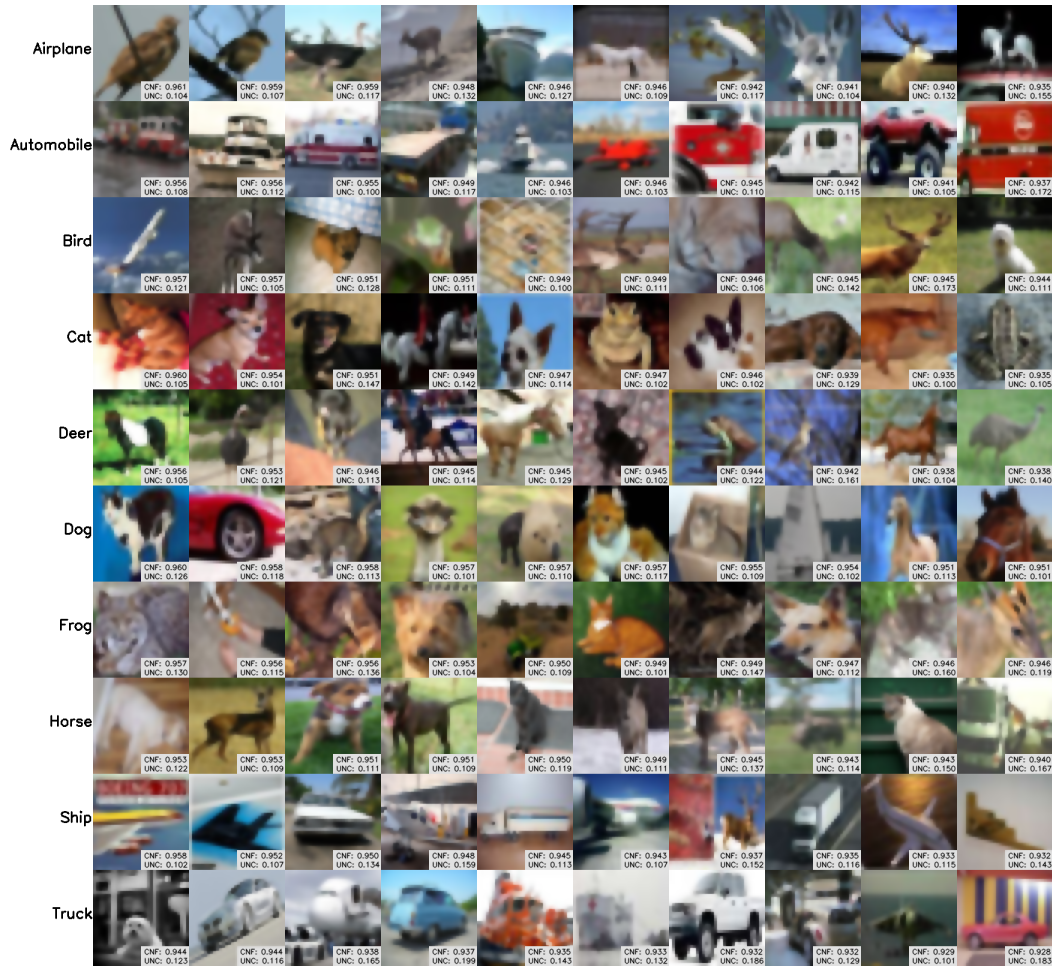 Airplane
CNF: 0.961 CNF: 0.959 CNF: 0.959 CNF: 0.948 CNF: 0.946 CNF: 0.946 CNF: 0.942 CNF: 0.941 CNF: 0.940 CNF: 0.935
UNC: 0.104 UNC: 0.107 UNC: 0.117 UNC: 0.132 UNC: 0.127 UNC: 0.109 UNC: 0.117 UNC: 0.104 UNC: 0.132 UNC: 0.155
Automobile
CNF: 0.956 CNF: 0.956 CNF: 0.955 CNF: 0.949 CNF: 0.946 CNF: 0.946 CNF: 0.945 CNF: 0.942 CNF: 0.941 CNF: 0.937
UNC: 0.108 UNC: 0.112 UNC: 0.100 UNC: 0.117 UNC: 0.103 UNC: 0.103 UNC: 0.110 UNC: 0.115 UNC: 0.105 UNC: 0.172
Bird
CNF: 0.957 CNF: 0.957 CNF: 0.951 CNF: 0.951 CNF: 0.949 CNF: 0.949 CNF: 0.946 CNF: 0.945 CNF: 0.945 CNF: 0.944
UNC: 0.121 UNC: 0.105 UNC: 0.128 UNC: 0.111 UNC: 0.100 UNC: 0.111 UNC: 0.106 UNC: 0.142 UNC: 0.173 UNC: 0.111
Cat
CNF: 0.960 CNF: 0.954 CNF: 0.951 CNF: 0.949 CNF: 0.947 CNF: 0.947 CNF: 0.946 CNF: 0.939 CNF: 0.935 CNF: 0.935
UNC: 0.105 UNC: 0.101 UNC: 0.147 UNC: 0.142 UNC: 0.114 UNC: 0.102 UNC: 0.102 UNC: 0.129 UNC: 0.100 UNC: 0.105
Deer
CNF: 0.956 CNF: 0.953 CNF: 0.946 CNF: 0.945 CNF: 0.945 CNF: 0.945 CNF: 0.944 CNF: 0.942 CNF: 0.938 CNF: 0.938
UNC: 0.105 UNC: 0.121 UNC: 0.113 UNC: 0.114 UNC: 0.129 UNC: 0.102 UNC: 0.122 UNC: 0.161 UNC: 0.104 UNC: 0.140
Dog
CNF: 0.960 CNF: 0.958 CNF: 0.958 CNF: 0.957 CNF: 0.957 CNF: 0.957 CNF: 0.955 CNF: 0.954 CNF: 0.951 CNF: 0.951
UNC: 0.126 UNC: 0.118 UNC: 0.113 UNC: 0.101 UNC: 0.110 UNC: 0.117 UNC: 0.109 UNC: 0.102 UNC: 0.113 UNC: 0.101
Frog
CNF: 0.957 CNF: 0.956 CNF: 0.956 CNF: 0.953 CNF: 0.950 CNF: 0.949 CNF: 0.949 CNF: 0.947 CNF: 0.946 CNF: 0.946
UNC: 0.130 UNC: 0.115 UNC: 0.136 UNC: 0.104 UNC: 0.109 UNC: 0.101 UNC: 0.147 UNC: 0.112 UNC: 0.160 UNC: 0.119
Horse
CNF: 0.953 CNF: 0.953 CNF: 0.951 CNF: 0.951 CNF: 0.950 CNF: 0.949 CNF: 0.945 CNF: 0.943 CNF: 0.943 CNF: 0.940
UNC: 0.122 UNC: 0.109 UNC: 0.111 UNC: 0.109 UNC: 0.119 UNC: 0.111 UNC: 0.137 UNC: 0.114 UNC: 0.150 UNC: 0.167
BOEING 707
Ship
CNF: 0.958 CNF: 0.952 CNF: 0.950 CNF: 0.948 CNF: 0.945 CNF: 0.943 CNF: 0.937 CNF: 0.935 CNF: 0.933 CNF: 0.932
UNC: 0.102 UNC: 0.107 UNC: 0.134 UNC: 0.159 UNC: 0.113 UNC: 0.107 UNC: 0.152 UNC: 0.116 UNC: 0.115 UNC: 0.143
Truck
CNF: 0.944 CNF: 0.944 CNF: 0.938 CNF: 0.937 CNF: 0.935 CNF: 0.933 CNF: 0.932 CNF: 0.932 CNF: 0.929 CNF: 0.928
UNC: 0.123 UNC: 0.116 UNC: 0.165 UNC: 0.199 UNC: 0.143 UNC: 0.132 UNC: 0.186 UNC: 0.129 UNC: 0.101 UNC: 0.183